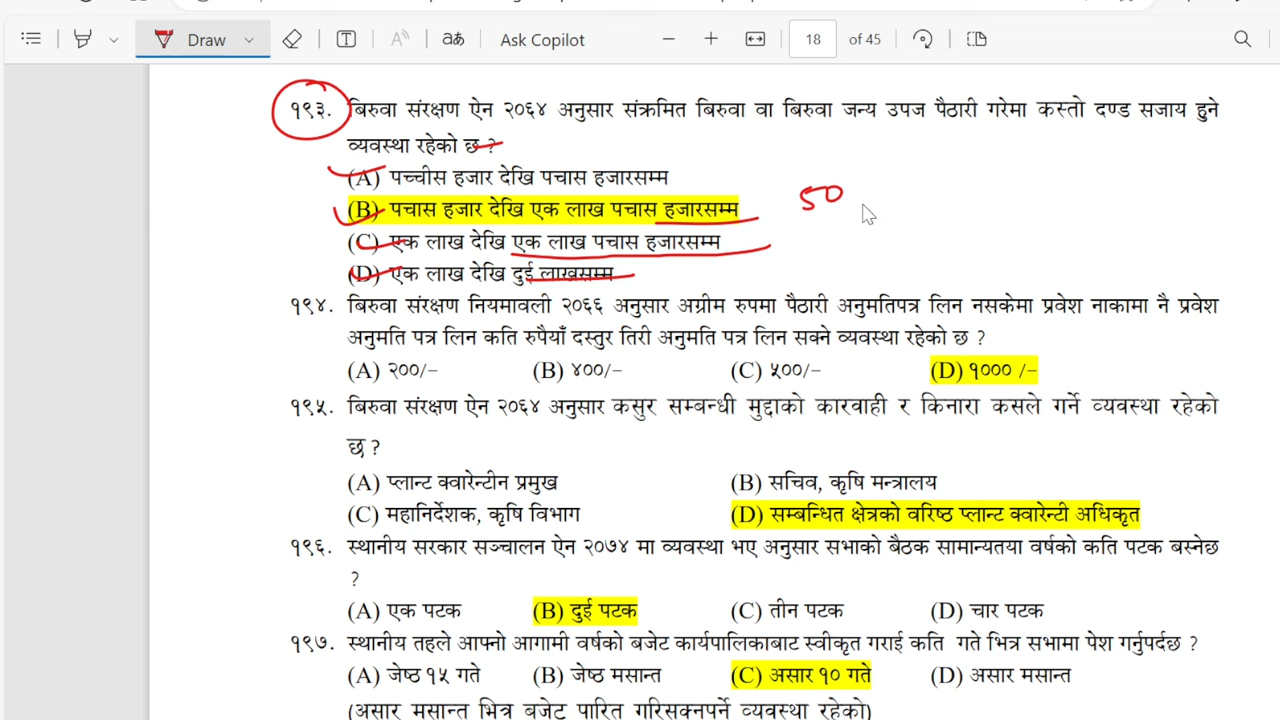 Draw
Ask Copilot
18 of 45
१९३. बिरुवा संरक्षण ऐन २०६४ अनुसार संक्रमित बिरुवा वा बिरुवा जन्य उपज पैठारी गरेमा कस्तो दण्ड सजाय हुने
व्यवस्था रहेको छ ?
(A) पच्चीस हजार देखि पचास हजारसम्म
(B) पचास हजार देखि एक लाख पचास हजारसम्म
50
(C) एक लाख देखि एक लाख पचास हजारसम्म
(D) एक लाख देखि दुई लाखसम्म
१९४. बिरुवा संरक्षण नियमावली २०६६ अनुसार अग्रीम रुपमा पैठारी अनुमतिपत्र लिन नसकेमा प्रवेश नाकामा नै प्रवेश
अनुमति पत्र लिन कति रुपैयाँ दस्तुर तिरी अनुमति पत्र लिन सक्ने व्यवस्था रहेको छ ?
(A) २००/– (B) ४००/– (C) ५००/– (D) १००० /–
१९५. बिरुवा संरक्षण ऐन २०६४ अनुसार कसुर सम्बन्धी मुद्दाको कारवाही र किनारा कसले गर्ने व्यवस्था रहेको
छ ?
(A) प्लान्ट क्वारेन्टीन प्रमुख (B) सचिव, कृषि मन्त्रालय
(C) महानिर्देशक, कृषि विभाग (D) सम्बन्धित क्षेत्रको वरिष्ठ प्लान्ट क्वारेन्टी अधिकृत
१९६. स्थानीय सरकार सञ्चालन ऐन २०७४ मा व्यवस्था भए अनुसार सभाको बैठक सामान्यतया वर्षको कति पटक बस्नेछ
?
(A) एक पटक (B) दुई पटक (C) तीन पटक (D) चार पटक
१९७. स्थानीय तहले आफ्नो आगामी वर्षको बजेट कार्यपालिकाबाट स्वीकृत गराई कति गते भित्र सभामा पेश गर्नुपर्दछ ?
(A) जेष्ठ १५ गते (B) जेष्ठ मसान्त (C) असार १० गते (D) असार मसान्त
(असार मसान्त भित्र बजेट पारित गरिसक्नपर्ने व्यवस्था रहेको)